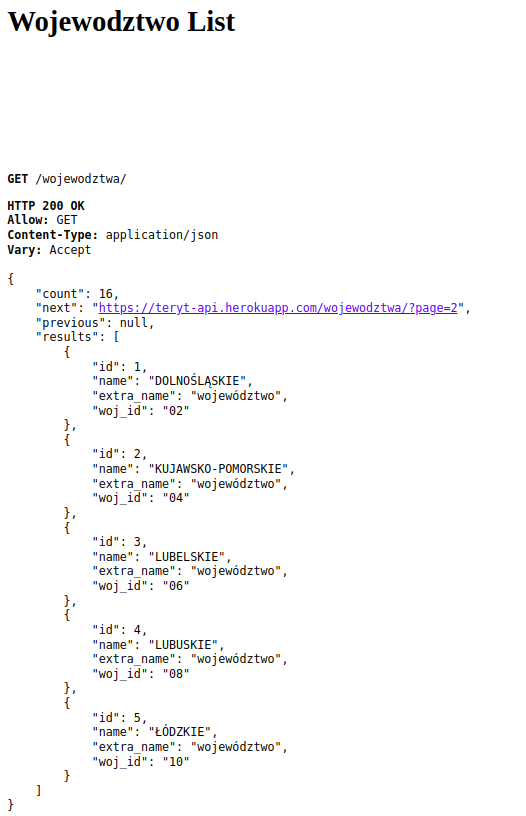 Wojewodztwo List
GET /wojewodztwa/
HTTP 200 OK
Allow: GET
Content-Type: application/json
Vary: Accept
{
    "count": 16,
    "next": "https://teryt-api.herokuapp.com/wojewodztwa/?page=2",
    "previous": null,
    "results": [
        {
            "id": 1,
            "name": "DOLNOŚLĄSKIE",
            "extra_name": "województwo",
            "woj_id": "02"
        },
        {
            "id": 2,
            "name": "KUJAWSKO-POMORSKIE",
            "extra_name": "województwo",
            "woj_id": "04"
        },
        {
            "id": 3,
            "name": "LUBELSKIE",
            "extra_name": "województwo",
            "woj_id": "06"
        },
        {
            "id": 4,
            "name": "LUBUSKIE",
            "extra_name": "województwo",
            "woj_id": "08"
        },
        {
            "id": 5,
            "name": "ŁÓDZKIE",
            "extra_name": "województwo",
            "woj_id": "10"
        }
    ]
}